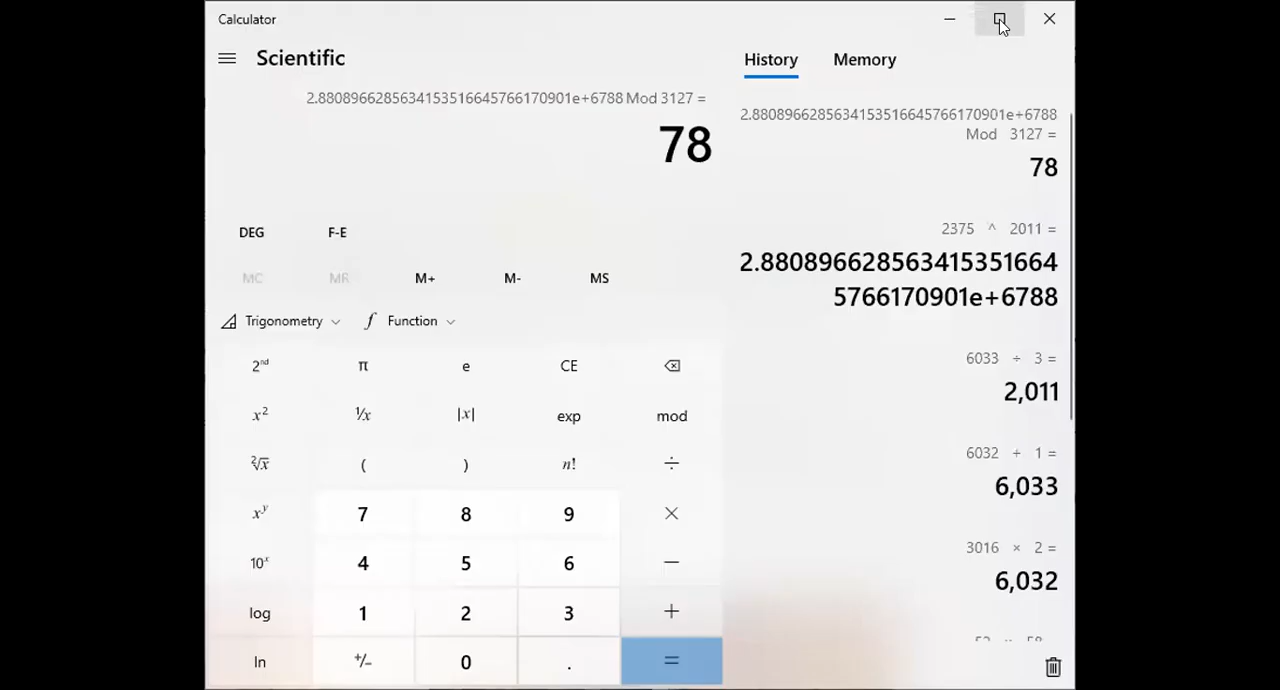 Calculator
Scientific
2.8808966285634153516645766170901e+6788 Mod 3127 =
78
DEG F-E
MC MR M+ M- MS
Trigonometry f Function
2nd π e CE
x2 ⅟x |x| exp mod
2√x ( ) n! ÷
xy 7 8 9 ×
10x 4 5 6 −
log 1 2 3 +
ln +/− 0 . =
History Memory
2.8808966285634153516645766170901e+6788
Mod 3127 =
78
2375 ^ 2011 =
2.880896628563415351664
5766170901e+6788
6033 ÷ 3 =
2,011
6032 + 1 =
6,033
3016 × 2 =
6,032